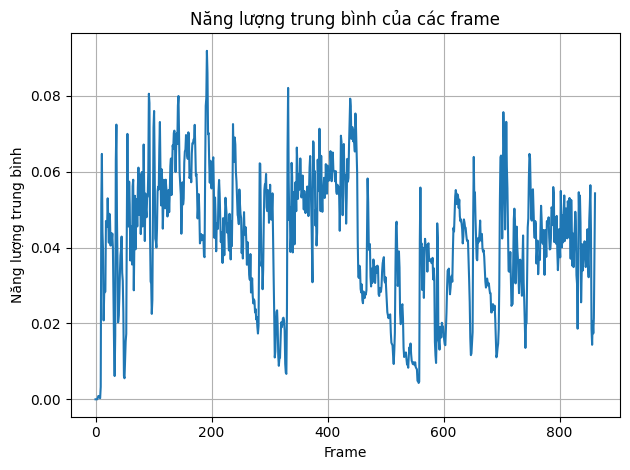 Năng lượng trung bình của các frame
Năng lượng trung bình
0.08
0.06
0.04
0.02
0.00
0 200 400 600 800
Frame